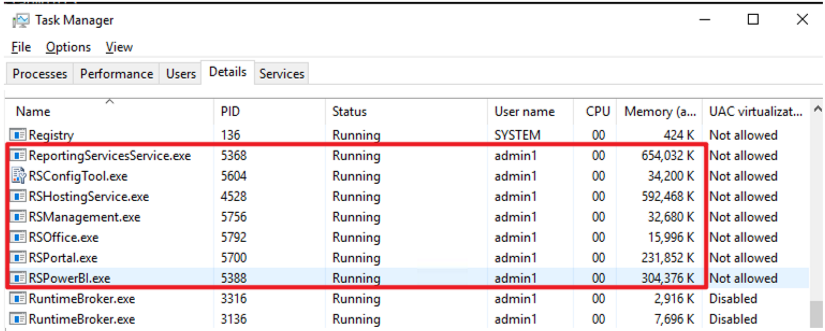 Task Manager
File Options View
Processes Performance Users Details Services
Name PID Status User name CPU Memory (a... UAC virtualizat...
Registry 136 Running SYSTEM 00 424 K Not allowed
ReportingServicesService.exe 5368 Running admin1 00 654,032 K Not allowed
RSConfigTool.exe 5604 Running admin1 00 34,200 K Not allowed
RSHostingService.exe 4528 Running admin1 00 592,468 K Not allowed
RSManagement.exe 5756 Running admin1 00 32,680 K Not allowed
RSOffice.exe 5792 Running admin1 00 15,996 K Not allowed
RSPortal.exe 5700 Running admin1 00 231,852 K Not allowed
RSPowerBI.exe 5388 Running admin1 00 304,376 K Not allowed
RuntimeBroker.exe 3316 Running admin1 00 2,916 K Disabled
RuntimeBroker.exe 3136 Running admin1 00 7,696 K Disabled